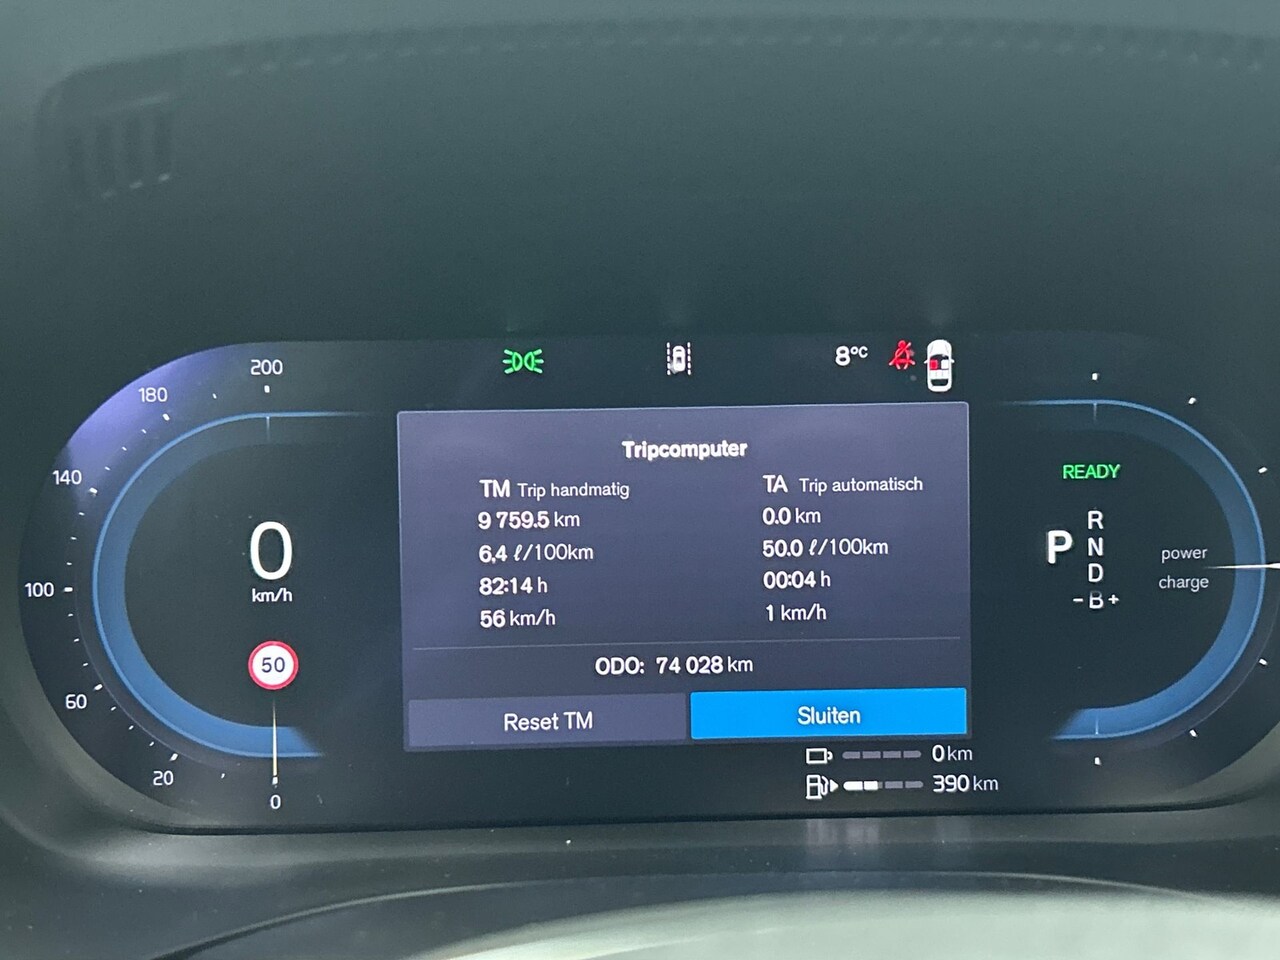 200
180
140
100
60
20
0
0
km/h
50
8°C
Tripcomputer
TM Trip handmatig
9 759.5 km
6,4 ℓ/100km
82:14 h
56 km/h
TA Trip automatisch
0.0 km
50.0 ℓ/100km
00:04 h
1 km/h
ODO: 74 028 km
Reset TM
Sluiten
0 km
390 km
READY
P
R
N
D
- B +
power
charge